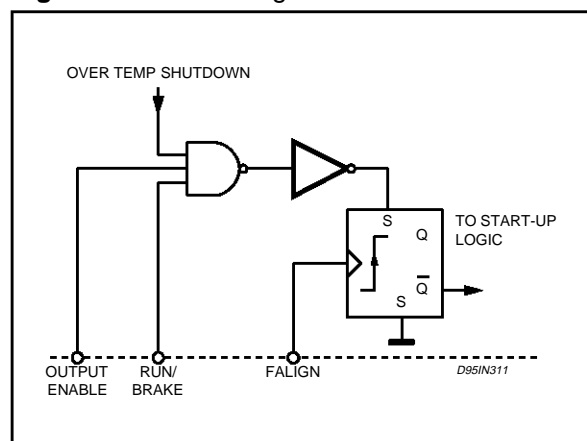 OVER TEMP SHUTDOWN
S
Q
TO START-UP
LOGIC
Q
S
OUTPUT
ENABLE
RUN/
BRAKE
FALIGN
D95IN311